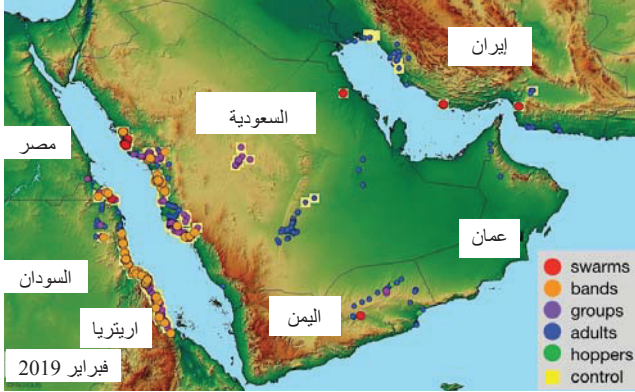 إيران
السعودية
مصر
عمان
السودان
اليمن
اريتريا
فبراير 2019
swarms
bands
groups
adults
hoppers
control